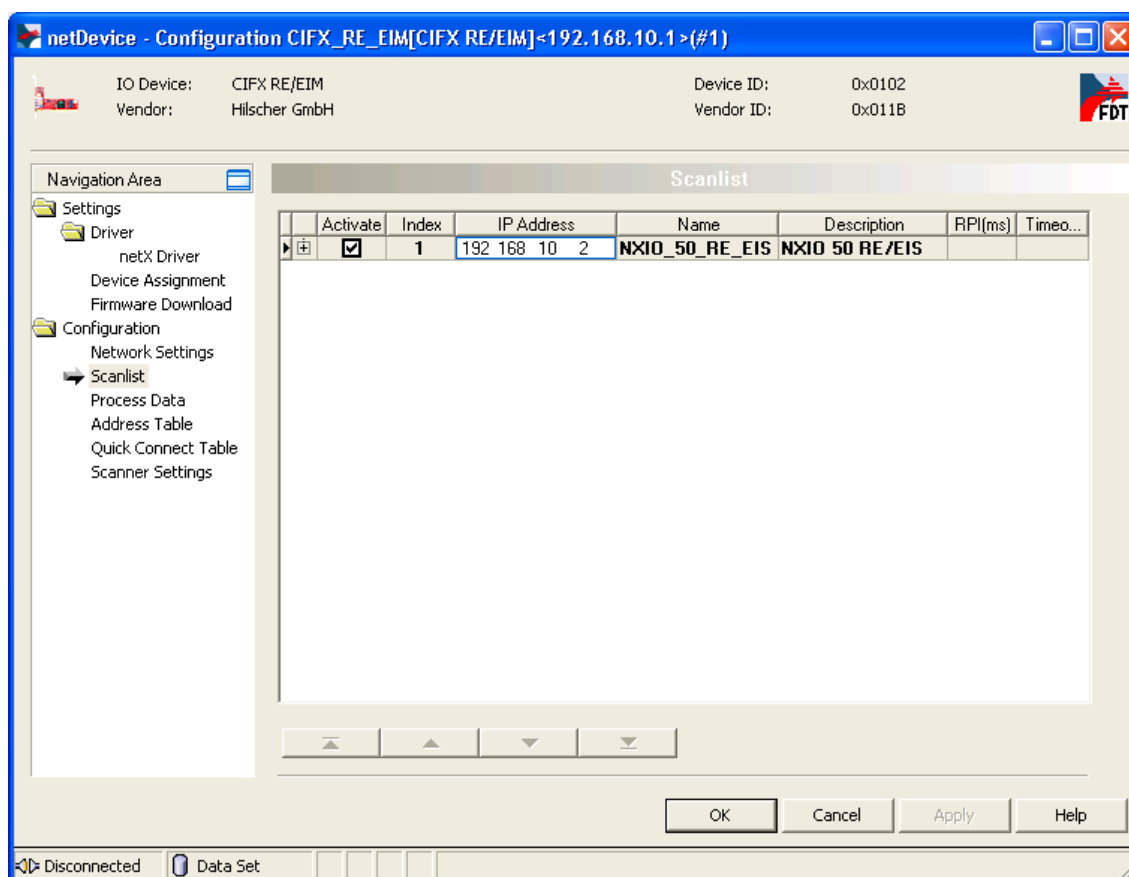 netDevice - Configuration CIFX_RE_EIM[CIFX RE/EIM]<192.168.10.1>(#1)
IO Device: CIFX RE/EIM Device ID: 0x0102
Vendor: Hilscher GmbH Vendor ID: 0x011B
FDT
Navigation Area
Settings
Driver
netX Driver
Device Assignment
Firmware Download
Configuration
Network Settings
Scanlist
Process Data
Address Table
Quick Connect Table
Scanner Settings
Scanlist
Activate Index IP Address Name Description RPI(ms) Timeo...
1 192 168 10 2 NXIO_50_RE_EIS NXIO 50 RE/EIS
OK Cancel Apply Help
Disconnected Data Set